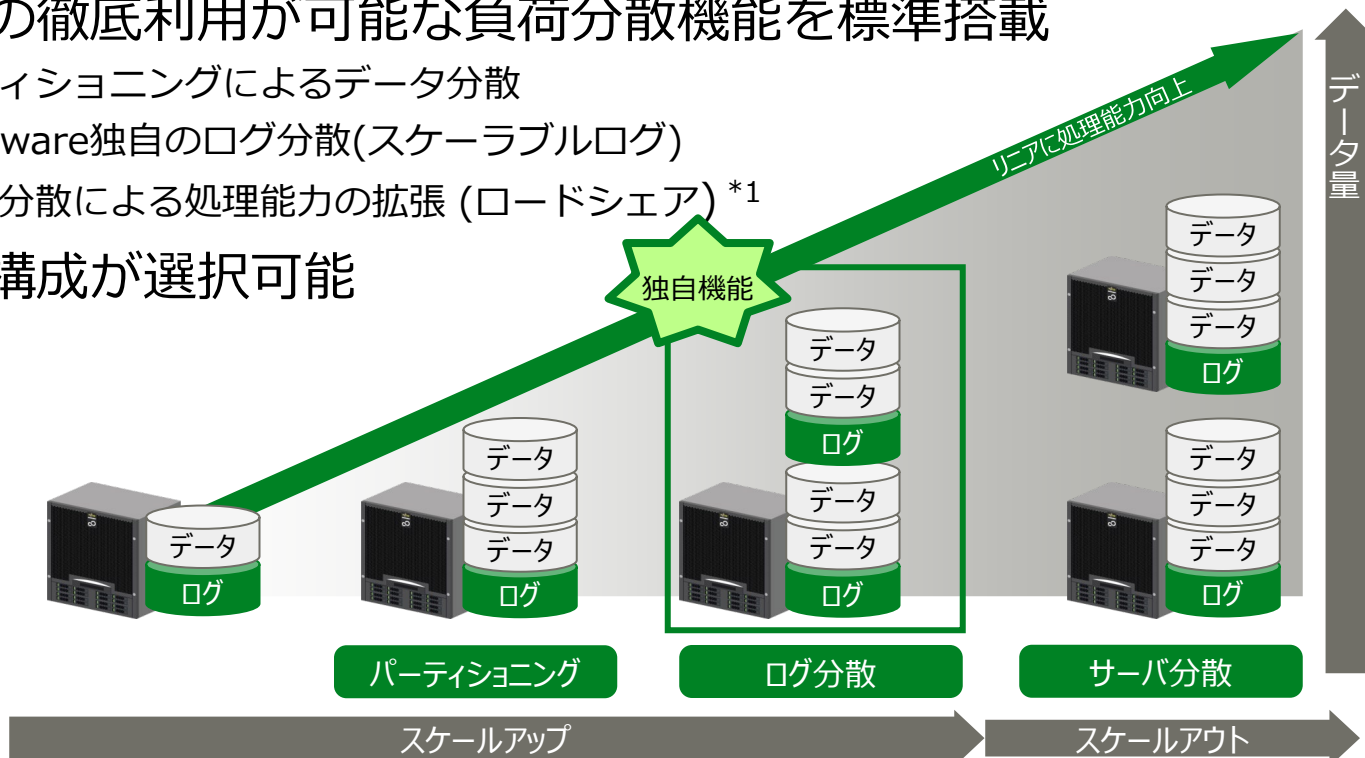 の徹底利用が可能な負荷分散機能を標準搭載
ィショニングによるデータ分散
ware独自のログ分散(スケーラブルログ)
分散による処理能力の拡張 (ロードシェア) *1
構成が選択可能
リニアに処理能力向上
データ量
独自機能
データ
ログ
データ
データ
データ
ログ
データ
データ
ログ
データ
データ
ログ
データ
データ
データ
ログ
データ
データ
データ
ログ
パーティショニング
ログ分散
サーバ分散
スケールアップ
スケールアウト